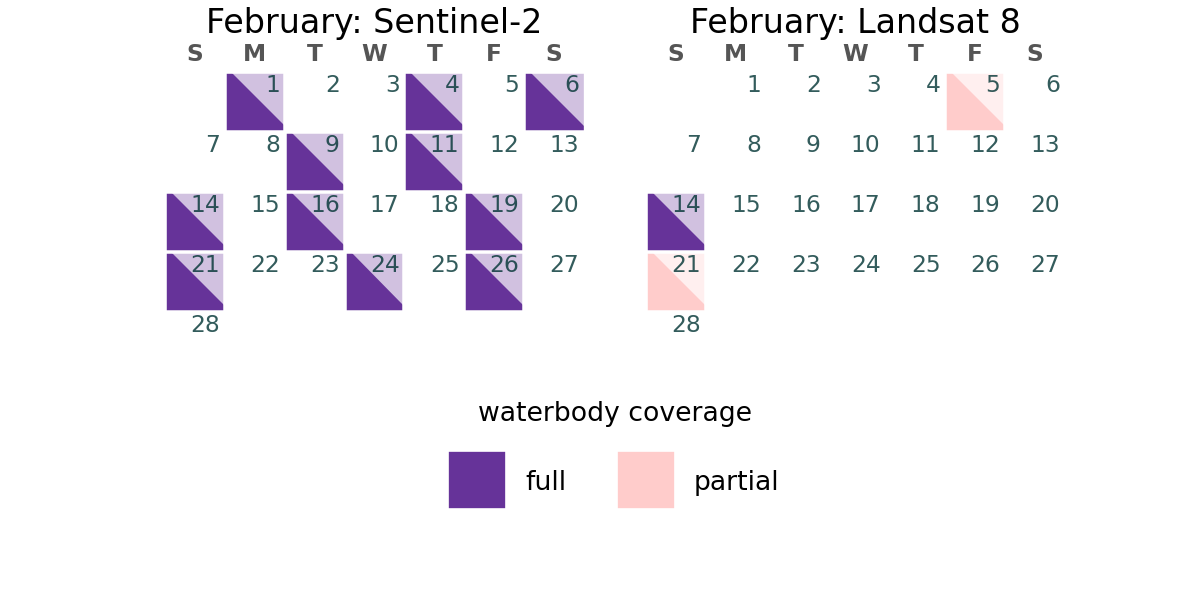 February: Sentinel-2
S M T W T F S
1 2 3 4 5 6
7 8 9 10 11 12 13
14 15 16 17 18 19 20
21 22 23 24 25 26 27
28
February: Landsat 8
S M T W T F S
1 2 3 4 5 6
7 8 9 10 11 12 13
14 15 16 17 18 19 20
21 22 23 24 25 26 27
28
waterbody coverage
full
partial